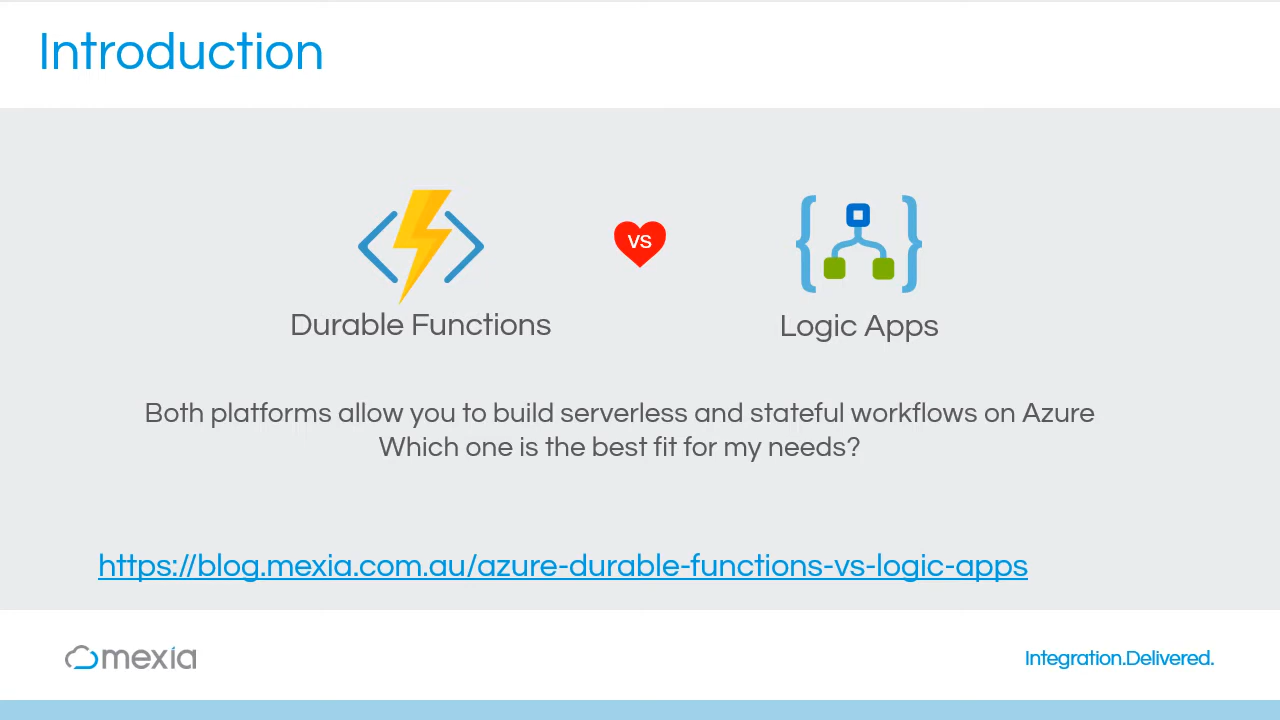 Introduction
VS
Durable Functions
Logic Apps
Both platforms allow you to build serverless and stateful workflows on Azure
Which one is the best fit for my needs?
https://blog.mexia.com.au/azure-durable-functions-vs-logic-apps
mexia
Integration.Delivered.